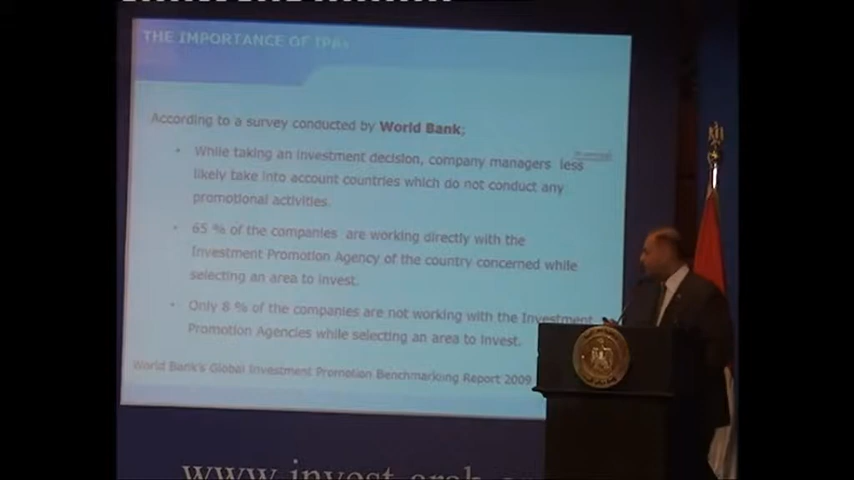 THE IMPORTANCE OF IPAs
According to a survey conducted by World Bank;
• While taking an investment decision, company managers less
likely take into account countries which do not conduct any
promotional activities.
• 65 % of the companies are working directly with the
Investment Promotion Agency of the country concerned while
selecting an area to invest.
• Only 8 % of the companies are not working with the Investment
Promotion Agencies while selecting an area to invest.
World Bank's Global Investment Promotion Benchmarking Report 2009
www.invest-arab